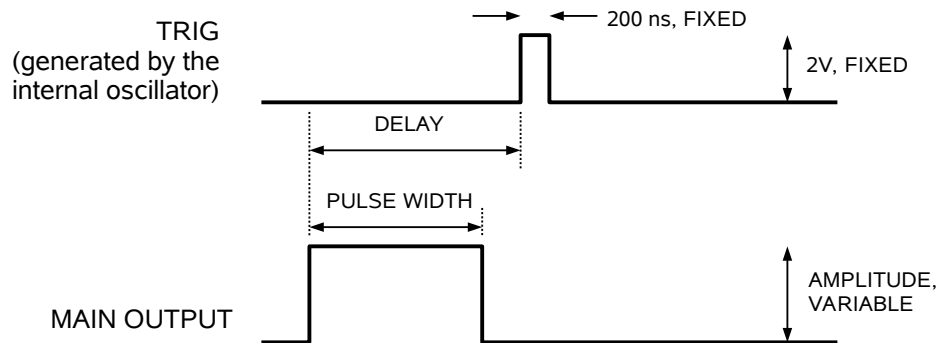 200 ns, FIXED
TRIG
(generated by the
internal oscillator)
2V, FIXED
DELAY
PULSE WIDTH
AMPLITUDE,
VARIABLE
MAIN OUTPUT